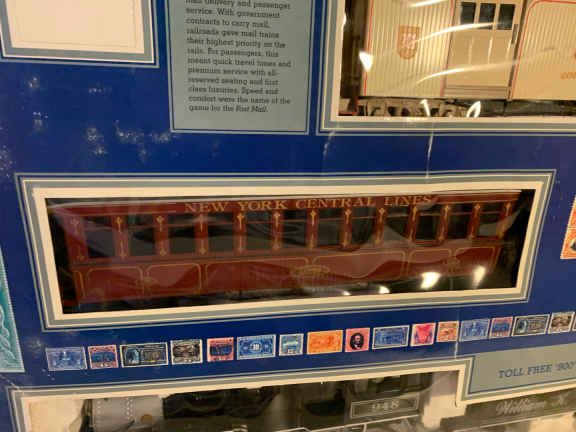 mail delivery and passenger
service. With government
contracts to carry mail,
railroads gave mail trains
their highest priority on the
rails. For passengers, this
meant quick travel times and
premium service with all-
reserved seating and first
class luxuries. Speed and
comfort were the name of the
game for the Fast Mail.
NEW YORK CENTRAL LINES
TOLL FREE "800"
948
William K.